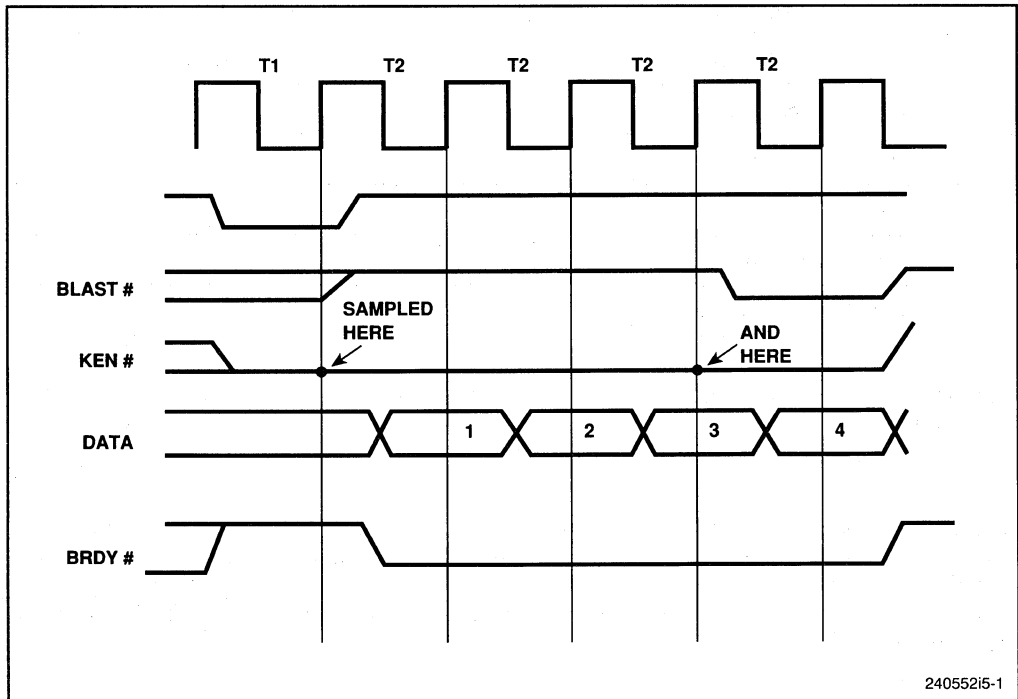 T1 T2 T2 T2 T2
BLAST #
SAMPLED
HERE
AND
HERE
KEN #
DATA 1 2 3 4
BRDY #
240552i5-1